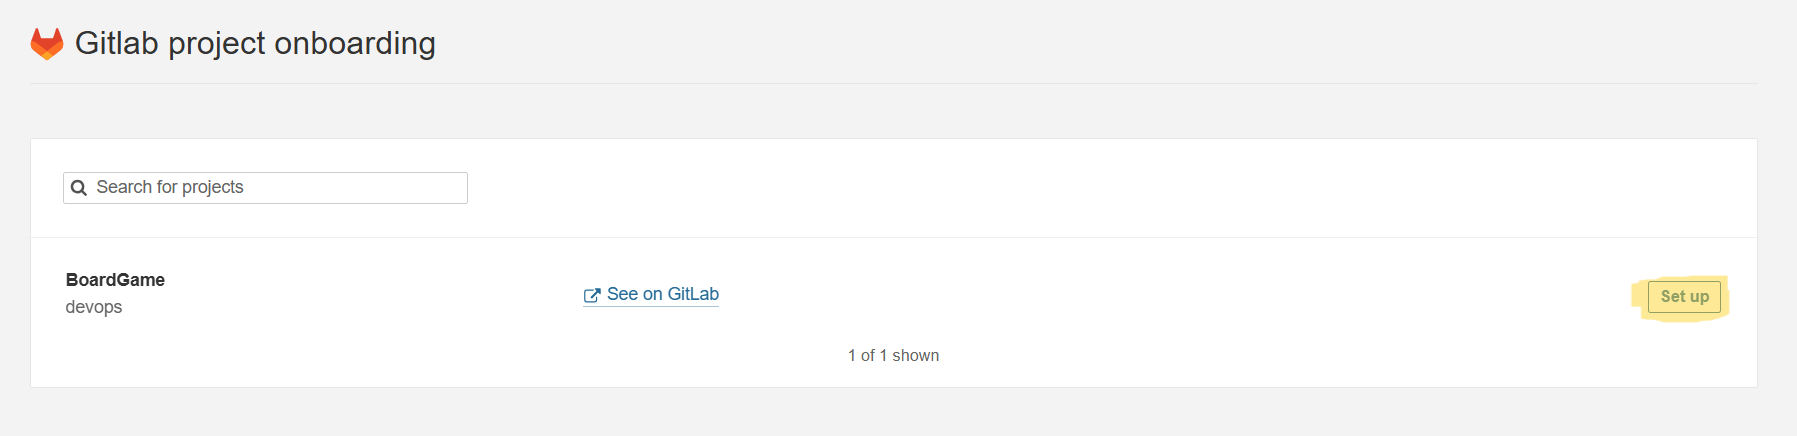 Gitlab project onboarding
Search for projects
BoardGame
devops
See on GitLab
Set up
1 of 1 shown